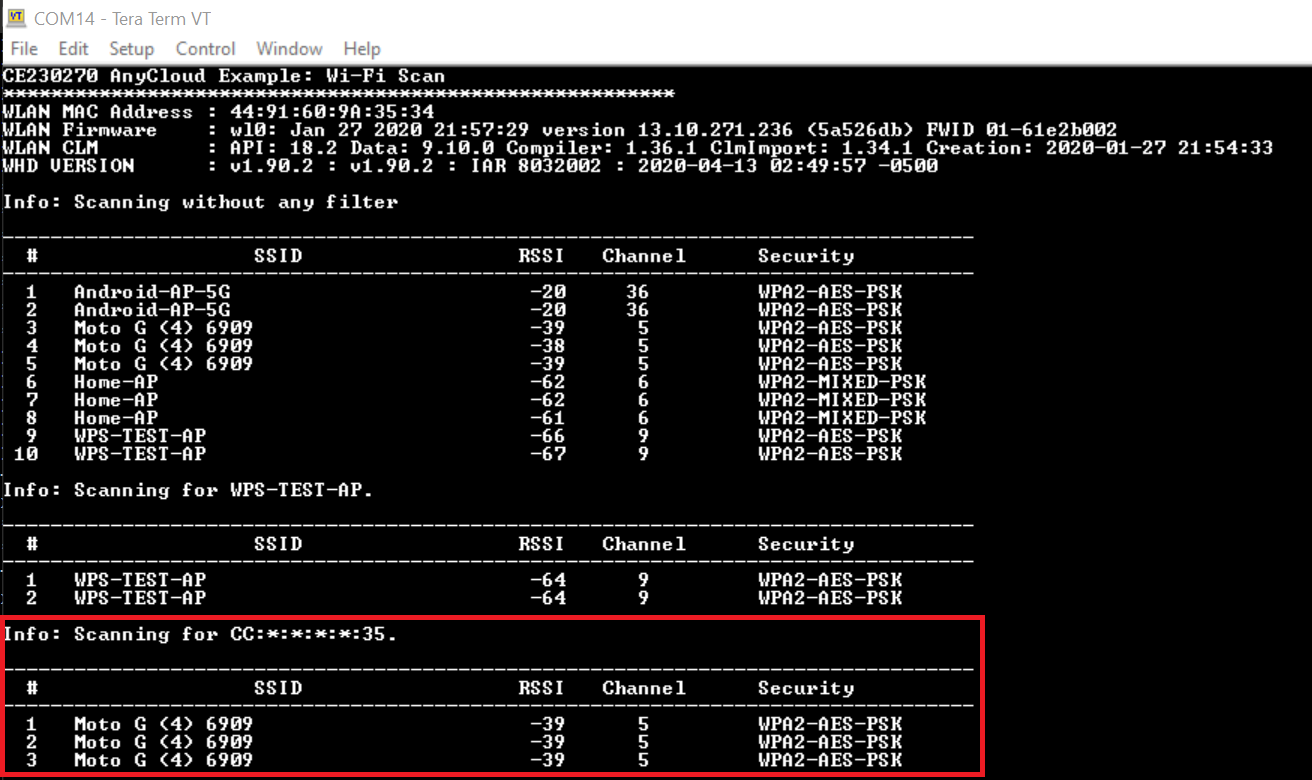 COM14 - Tera Term VT
File Edit Setup Control Window Help
CE230270 AnyCloud Example: Wi-Fi Scan
********************************************************
WLAN MAC Address : 44:91:60:9A:35:34
WLAN Firmware : wl0: Jan 27 2020 21:57:29 version 13.10.271.236 (5a526db) FWID 01-61e2b002
WLAN CLM : API: 18.2 Data: 9.10.0 Compiler: 1.36.1 ClmImport: 1.34.1 Creation: 2020-01-27 21:54:33
WHD VERSION : v1.90.2 : v1.90.2 : IAR 8032002 : 2020-04-13 02:49:57 -0500
Info: Scanning without any filter
# SSID RSSI Channel Security
1 Android-AP-5G -20 36 WPA2-AES-PSK
2 Android-AP-5G -20 36 WPA2-AES-PSK
3 Moto G (4) 6909 -39 5 WPA2-AES-PSK
4 Moto G (4) 6909 -38 5 WPA2-AES-PSK
5 Moto G (4) 6909 -39 5 WPA2-AES-PSK
6 Home-AP -62 6 WPA2-MIXED-PSK
7 Home-AP -62 6 WPA2-MIXED-PSK
8 Home-AP -61 6 WPA2-MIXED-PSK
9 WPS-TEST-AP -66 9 WPA2-AES-PSK
10 WPS-TEST-AP -67 9 WPA2-AES-PSK
Info: Scanning for WPS-TEST-AP.
# SSID RSSI Channel Security
1 WPS-TEST-AP -64 9 WPA2-AES-PSK
2 WPS-TEST-AP -64 9 WPA2-AES-PSK
Info: Scanning for CC:*:*:*:*:35.
# SSID RSSI Channel Security
1 Moto G (4) 6909 -39 5 WPA2-AES-PSK
2 Moto G (4) 6909 -39 5 WPA2-AES-PSK
3 Moto G (4) 6909 -39 5 WPA2-AES-PSK